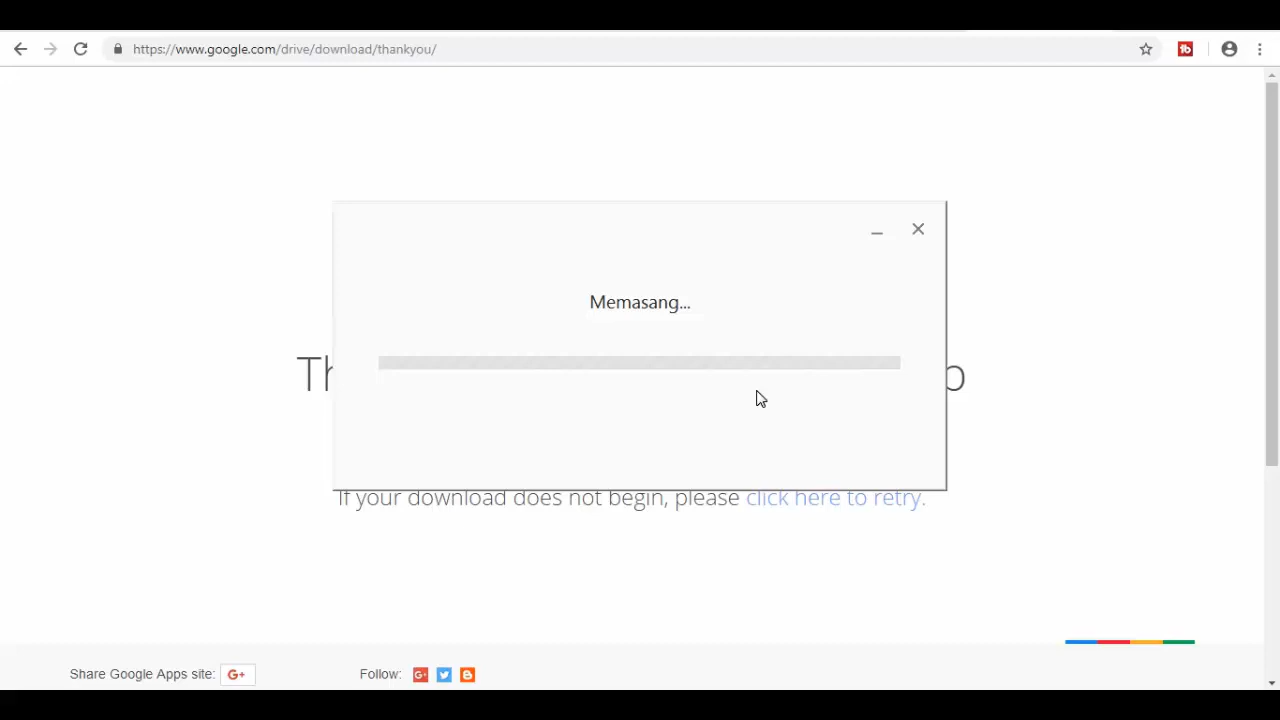 https://www.google.com/drive/download/thankyou/
Memasang...
If your download does not begin, please click here to retry.
Share Google Apps site: G+
Follow: G+